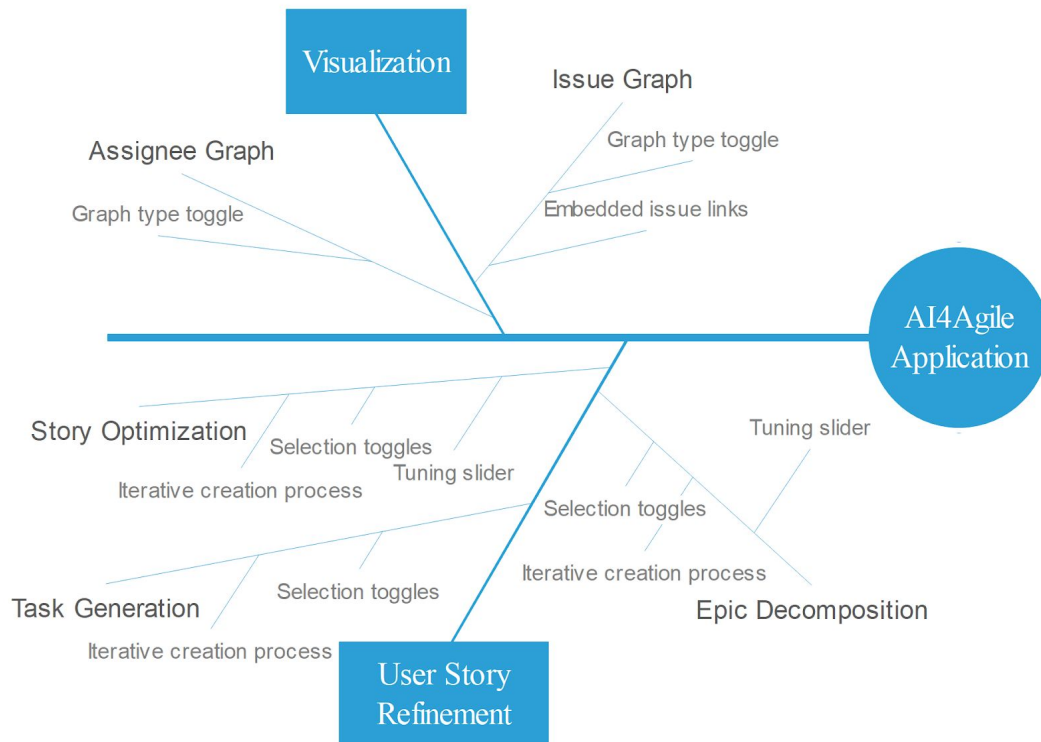 Visualization
Issue Graph
Graph type toggle
Assignee Graph
Embedded issue links
Graph type toggle
AI4Agile
Application
Story Optimization
Selection toggles
Tuning slider
Iterative creation process
Tuning slider
Selection toggles
Iterative creation process
Epic Decomposition
Task Generation
Selection toggles
Iterative creation process
User Story
Refinement